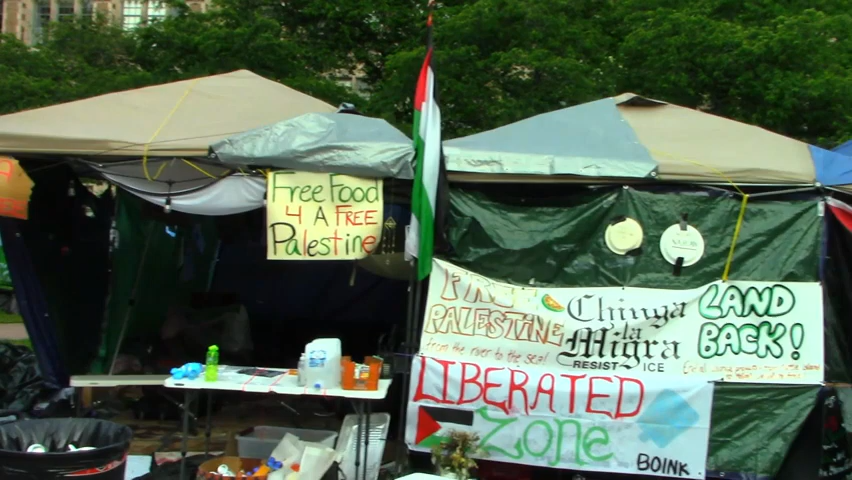 Free Food
4 A FREE
Palestine
FREE
PALESTINE
from the river to the sea!
Chinga
la
Migra
RESIST ICE
LAND
BACK!
LIBERATED
Zone
BOINK